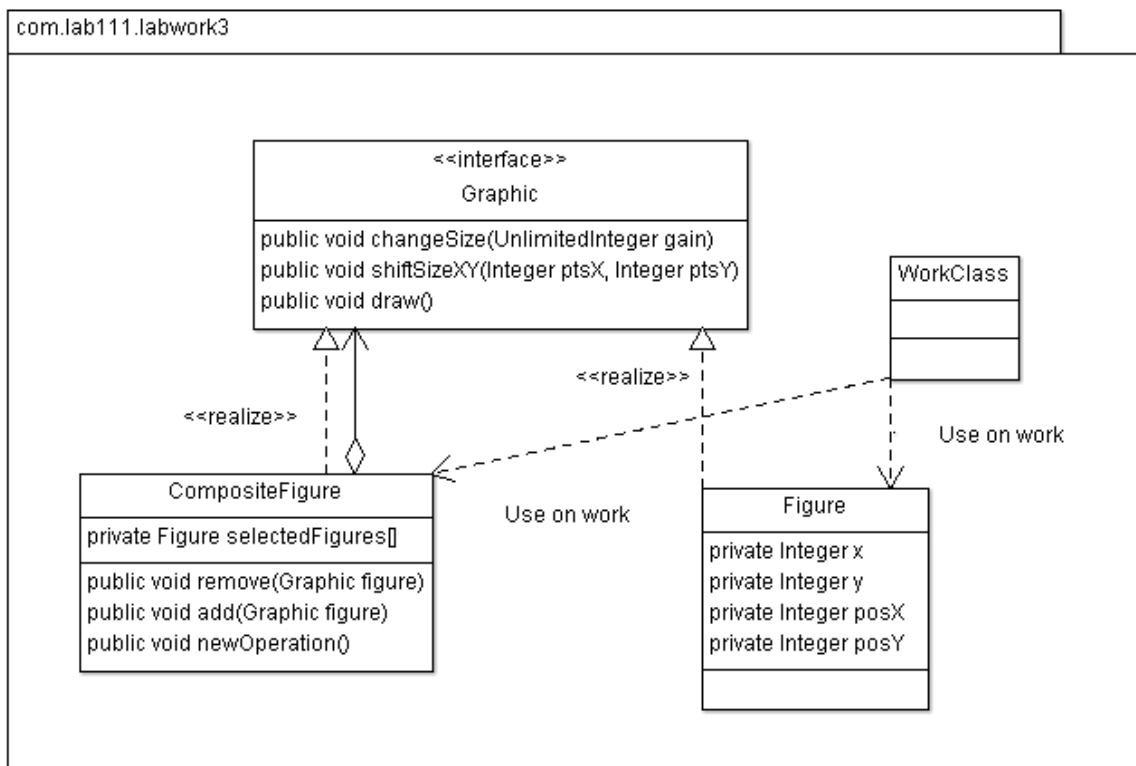 com.lab111.labwork3
<<interface>>
Graphic
public void changeSize(UnlimitedInteger gain)
public void shiftSizeXY(Integer ptsX, Integer ptsY)
public void draw()
WorkClass
<<realize>>
<<realize>>
Use on work
Use on work
CompositeFigure
private Figure selectedFigures[]
public void remove(Graphic figure)
public void add(Graphic figure)
public void newOperation()
Figure
private Integer x
private Integer y
private Integer posX
private Integer posY